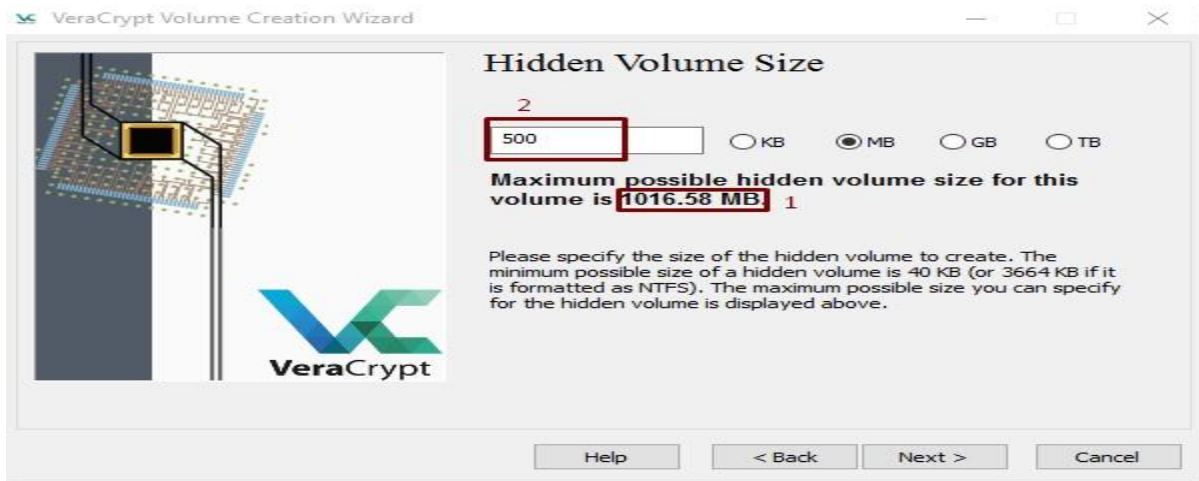 VeraCrypt Volume Creation Wizard
Hidden Volume Size
2
500
KB MB GB TB
Maximum possible hidden volume size for this
volume is 1016.58 MB. 1
Please specify the size of the hidden volume to create. The
minimum possible size of a hidden volume is 40 KB (or 3664 KB if it
is formatted as NTFS). The maximum possible size you can specify
for the hidden volume is displayed above.
VeraCrypt
Help < Back Next > Cancel